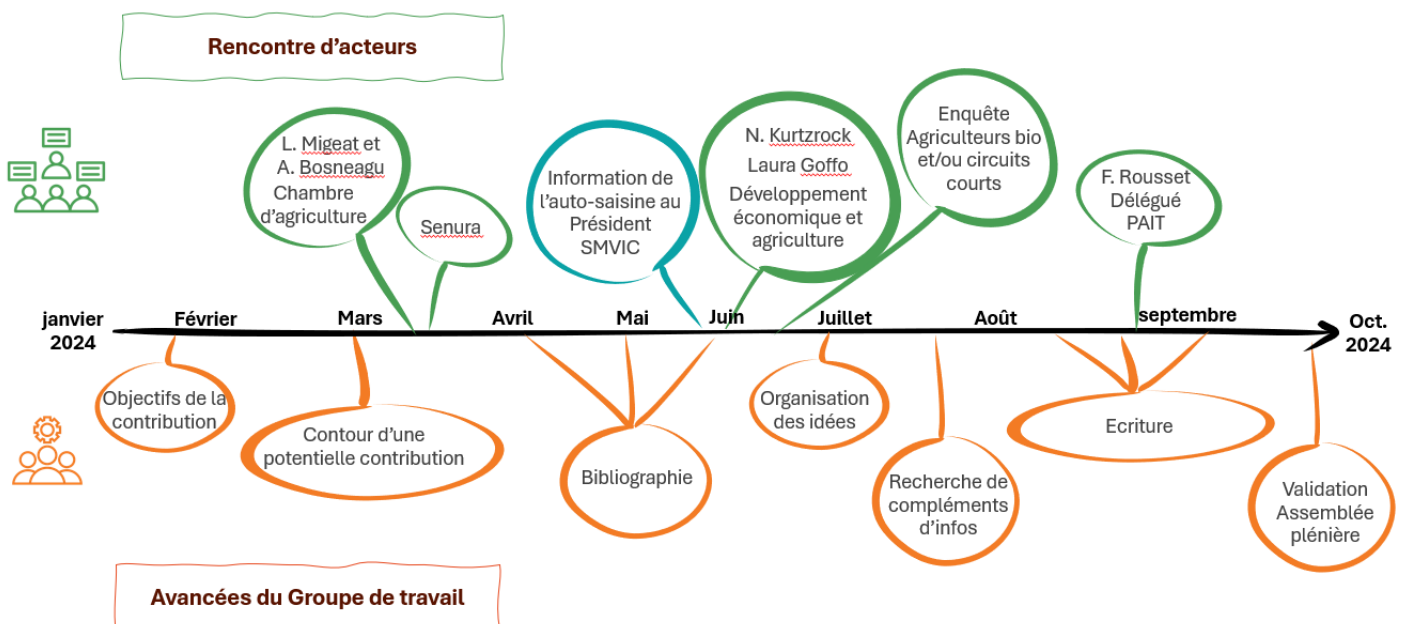 Rencontre d'acteurs
L. Migeat et
A. Bosneagu
Chambre
d'agriculture
Senura
Information de
l'auto-saisine au
Président
SMVIC
N. Kurtzrock
Laura Goffo
Développement
économique et
agriculture
Enquête
Agriculteurs bio
et/ou circuits
courts
F. Rousset
Délégué
PAIT
janvier
2024
Février
Mars
Avril
Mai
Juin
Juillet
Août
septembre
Oct.
2024
Objectifs de la
contribution
Contour d'une
potentielle contribution
Bibliographie
Organisation
des idées
Recherche de
compléments
d'infos
Ecriture
Validation
Assemblée
plénière
Avancées du Groupe de travail